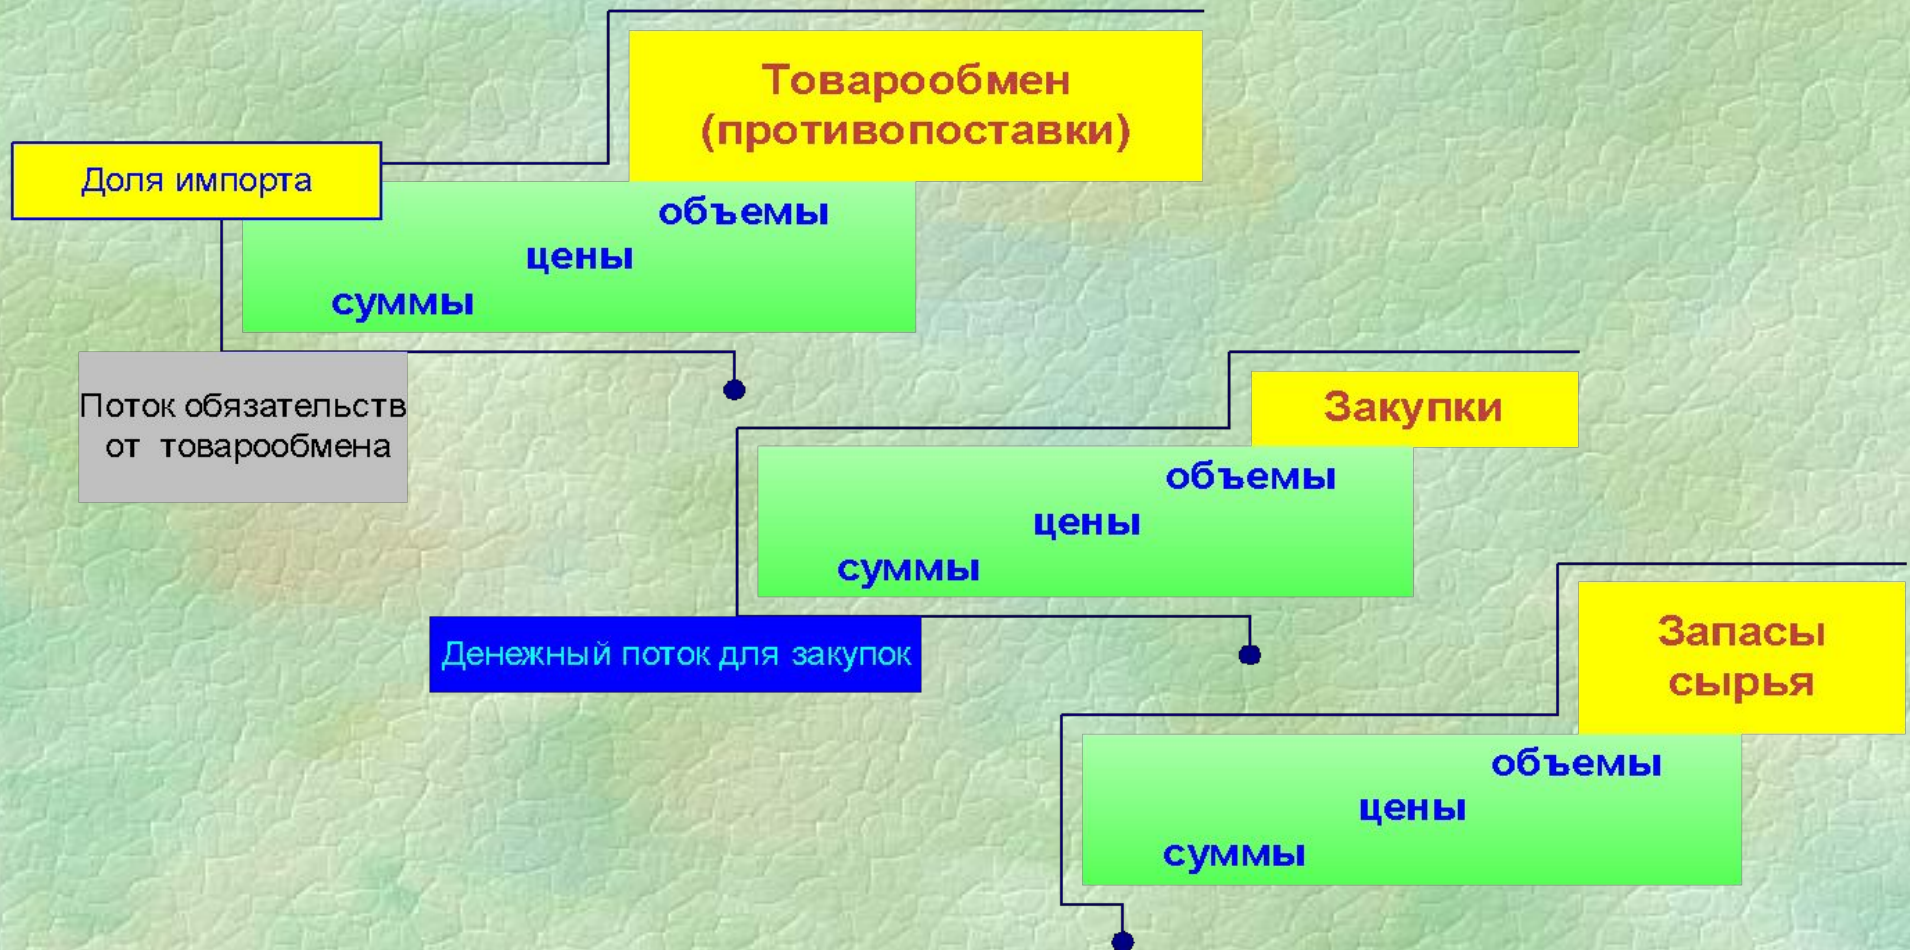 Товарообмен
(противопоставки)
Доля импорта
объемы
цены
суммы
Поток обязательств
от товарообмена
Закупки
объемы
цены
суммы
Денежный поток для закупок
Запасы
сырья
объемы
цены
суммы